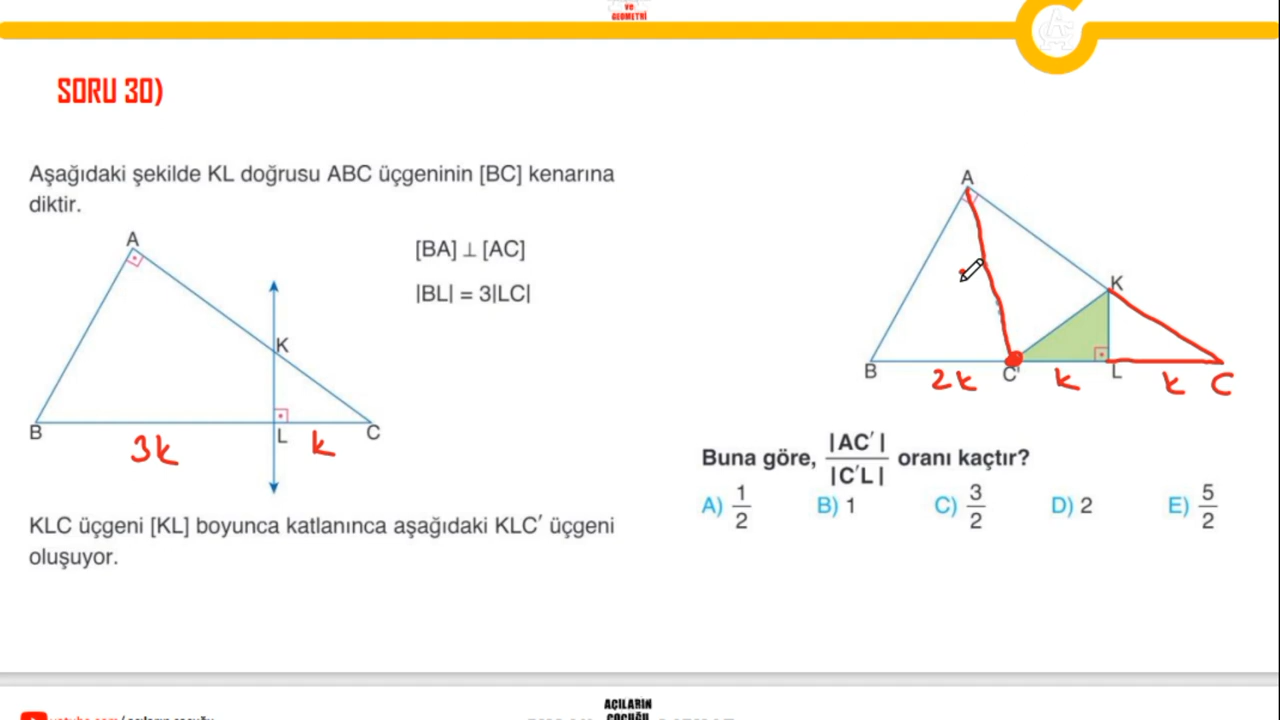 ve
GEOMETRİ
SORU 30)
Aşağıdaki şekilde KL doğrusu ABC üçgeninin [BC] kenarına
diktir.
A
[BA] ⊥ [AC]
|BL| = 3|LC|
K
B
L
C
3k
k
KLC üçgeni [KL] boyunca katlanınca aşağıdaki KLC′ üçgeni
oluşuyor.
A
K
B
C'
L
2k
k
k
C
Buna göre, |AC′| / |C′L| oranı kaçtır?
A) 1/2 B) 1 C) 3/2 D) 2 E) 5/2
AÇILARIN
ÇOCUĞU